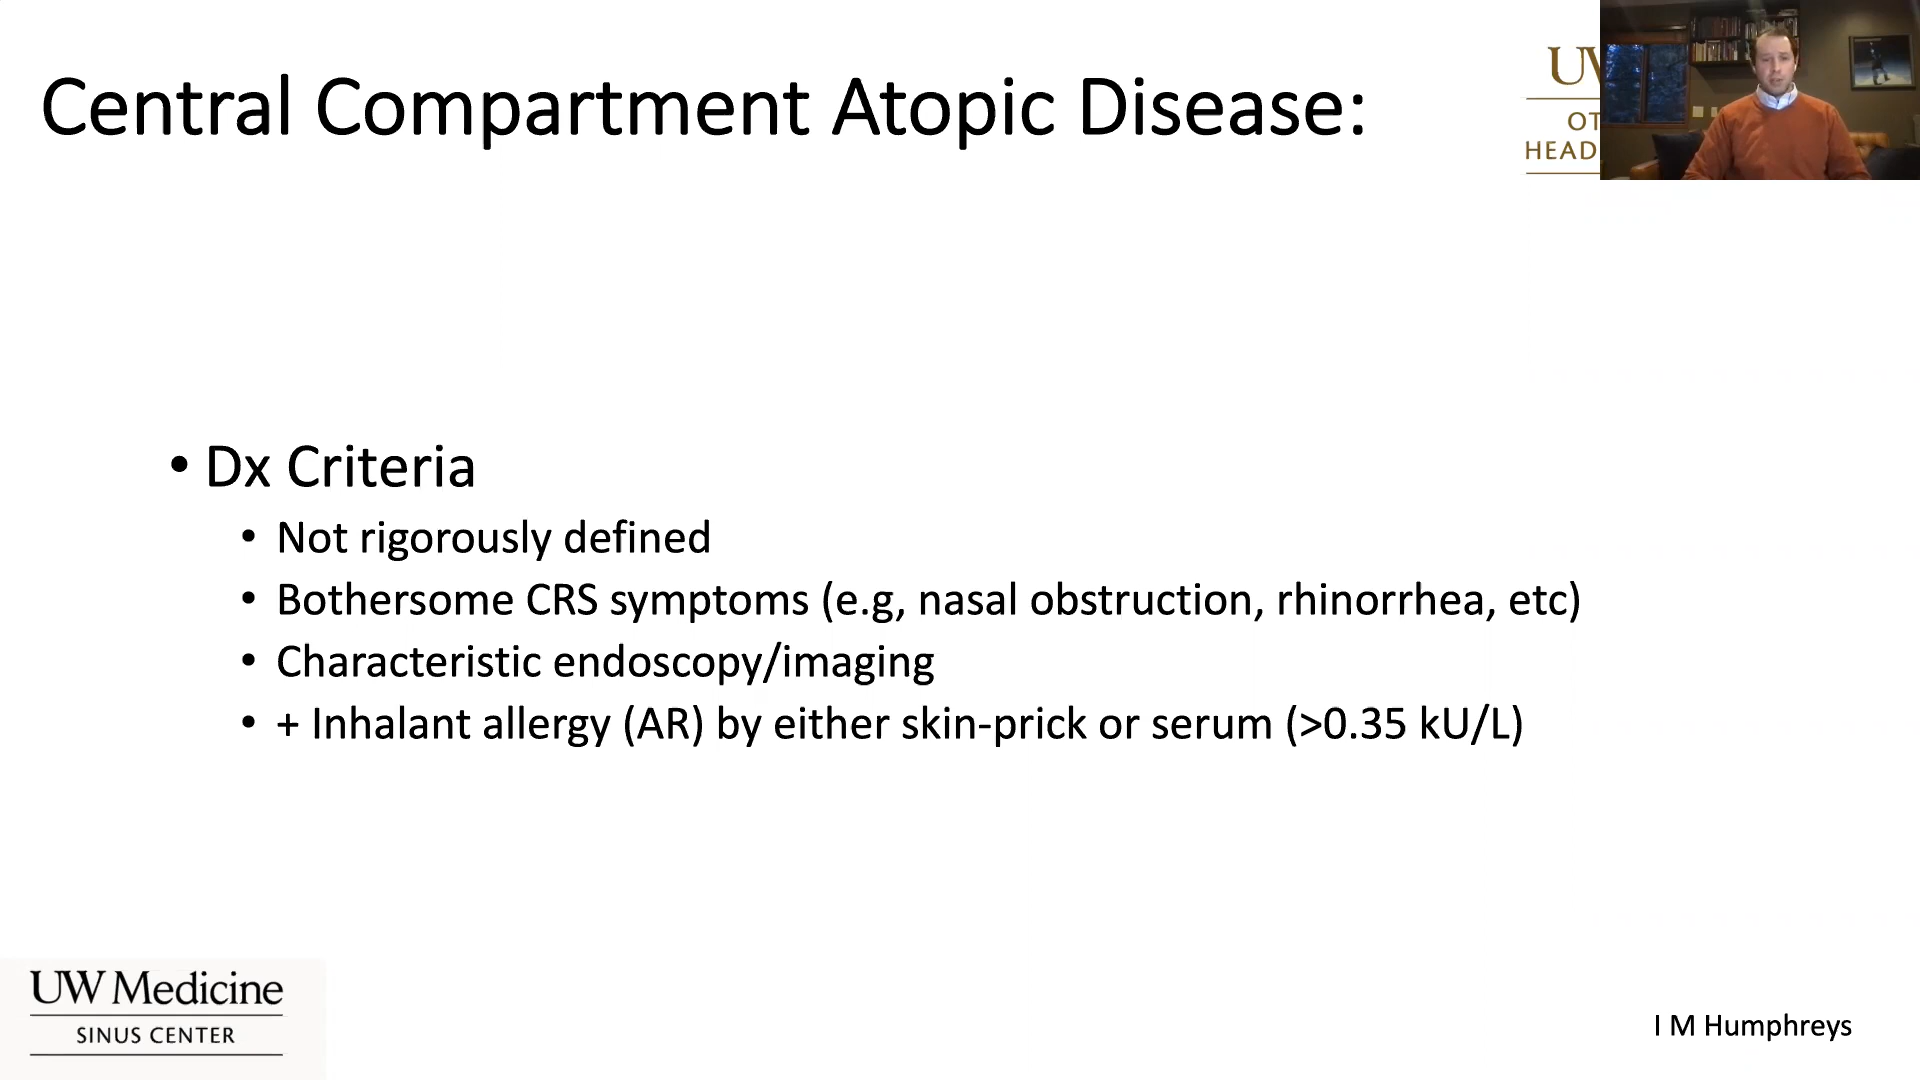 Central Compartment Atopic Disease:
• Dx Criteria
• Not rigorously defined
• Bothersome CRS symptoms (e.g, nasal obstruction, rhinorrhea, etc)
• Characteristic endoscopy/imaging
• + Inhalant allergy (AR) by either skin-prick or serum (>0.35 kU/L)
UW Medicine
SINUS CENTER
I M Humphreys